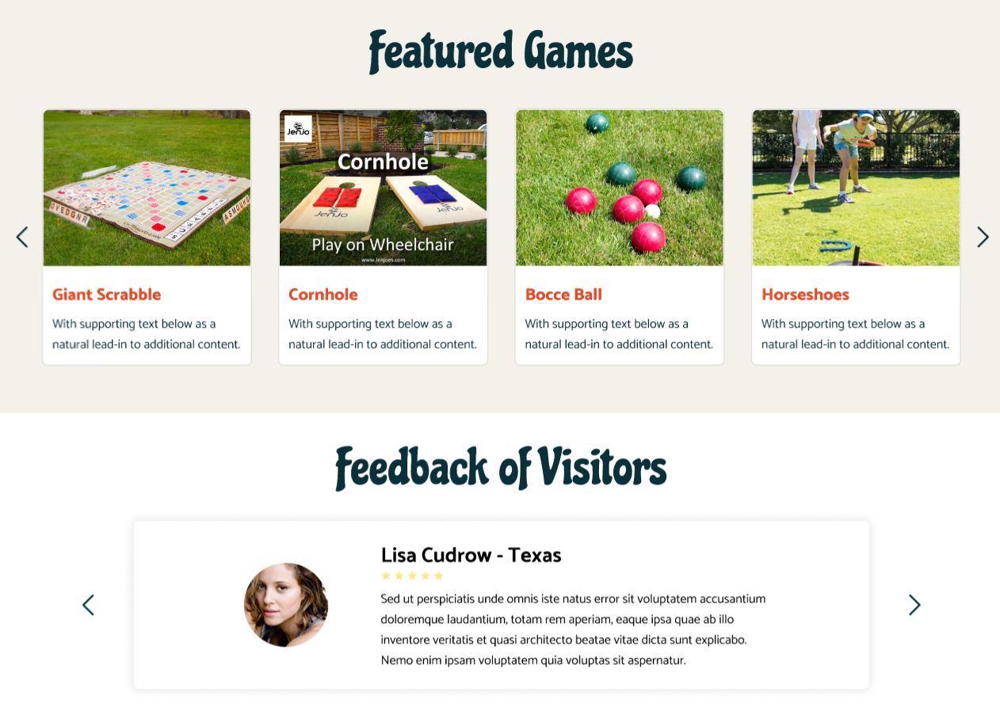 Featured Games
JenJo
Cornhole
OVEDGNR
ASMOUHD
JenJo
JenJo
Play on Wheelchair
www.Jenjoes.com
Giant Scrabble
Cornhole
Bocce Ball
Horseshoes
With supporting text below as a
natural lead-in to additional content.
With supporting text below as a
natural lead-in to additional content.
With supporting text below as a
natural lead-in to additional content.
With supporting text below as a
natural lead-in to additional content.
Feedback of Visitors
Lisa Cudrow - Texas
Sed ut perspiciatis unde omnis iste natus error sit voluptatem accusantium
doloremque laudantium, totam rem aperiam, eaque ipsa quae ab illo
inventore veritatis et quasi architecto beatae vitae dicta sunt explicabo.
Nemo enim ipsam voluptatem quia voluptas sit aspernatur.